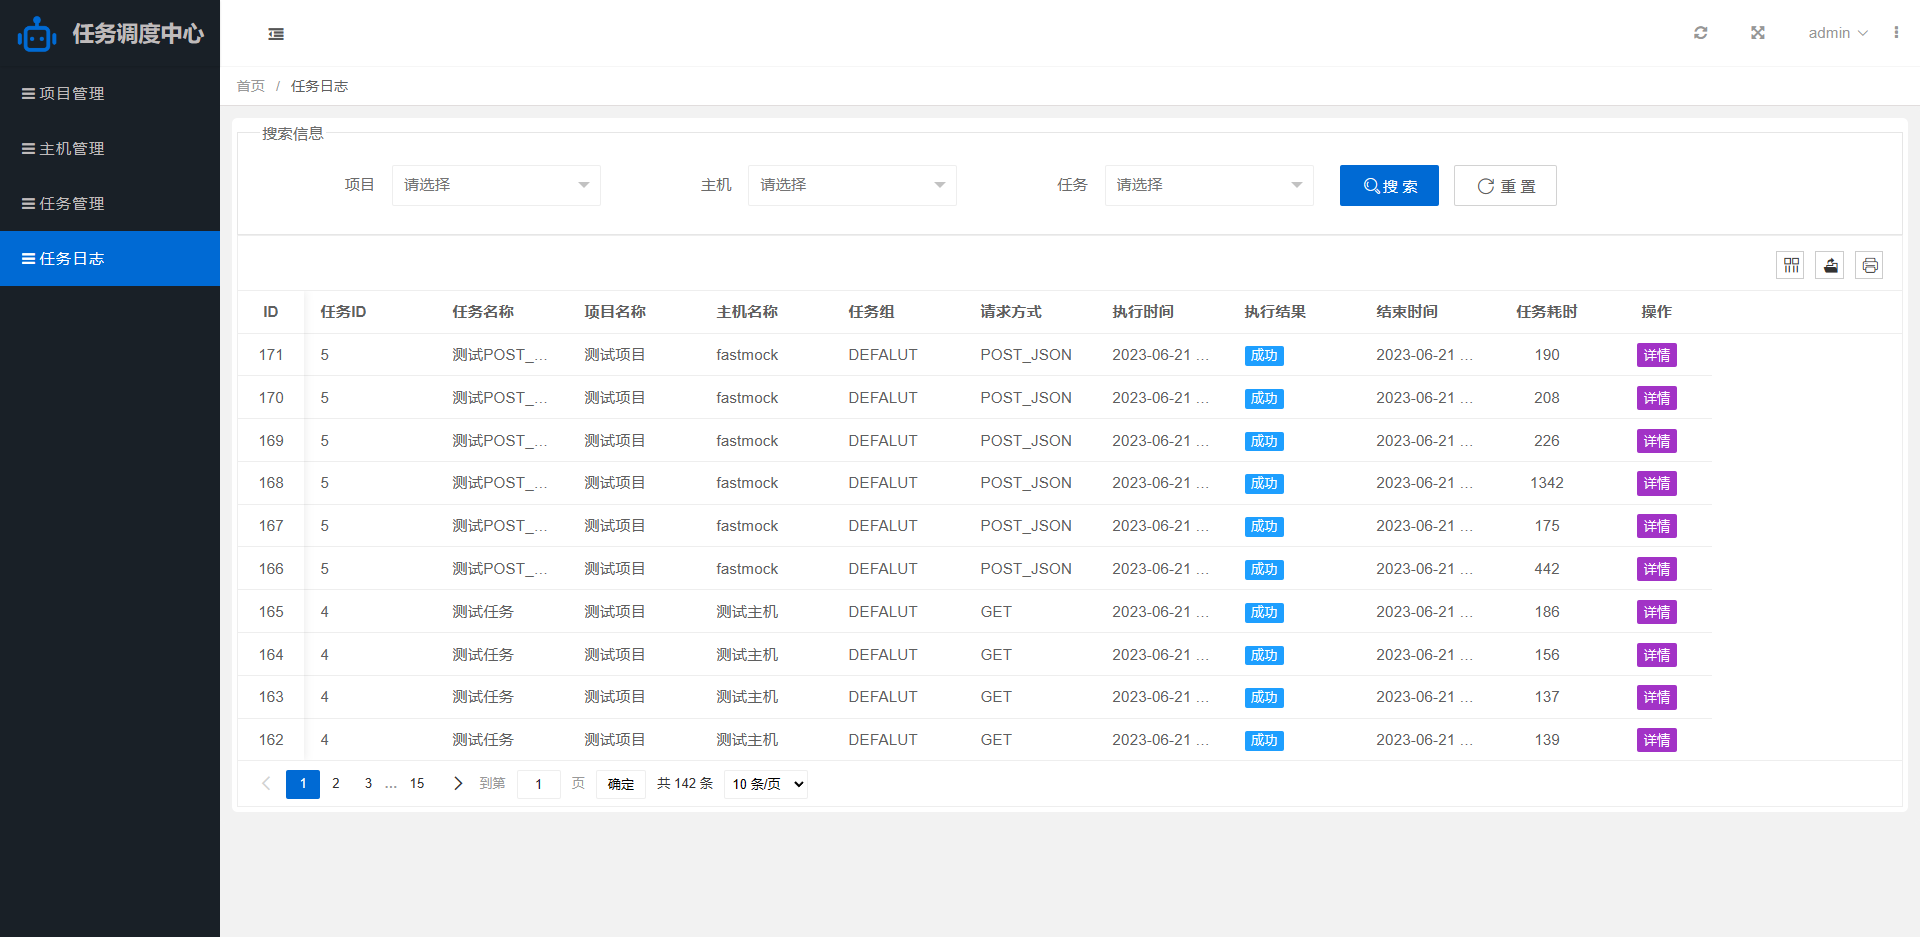 任务调度中心
项目管理
主机管理
任务管理
任务日志
admin
首页 / 任务日志
搜索信息
项目 请选择 主机 请选择 任务 请选择 搜 索 重 置
ID 任务ID 任务名称 项目名称 主机名称 任务组 请求方式 执行时间 执行结果 结束时间 任务耗时 操作
171 5 测试POST_... 测试项目 fastmock DEFALUT POST_JSON 2023-06-21 ... 成功 2023-06-21 ... 190 详情
170 5 测试POST_... 测试项目 fastmock DEFALUT POST_JSON 2023-06-21 ... 成功 2023-06-21 ... 208 详情
169 5 测试POST_... 测试项目 fastmock DEFALUT POST_JSON 2023-06-21 ... 成功 2023-06-21 ... 226 详情
168 5 测试POST_... 测试项目 fastmock DEFALUT POST_JSON 2023-06-21 ... 成功 2023-06-21 ... 1342 详情
167 5 测试POST_... 测试项目 fastmock DEFALUT POST_JSON 2023-06-21 ... 成功 2023-06-21 ... 175 详情
166 5 测试POST_... 测试项目 fastmock DEFALUT POST_JSON 2023-06-21 ... 成功 2023-06-21 ... 442 详情
165 4 测试任务 测试项目 测试主机 DEFALUT GET 2023-06-21 ... 成功 2023-06-21 ... 186 详情
164 4 测试任务 测试项目 测试主机 DEFALUT GET 2023-06-21 ... 成功 2023-06-21 ... 156 详情
163 4 测试任务 测试项目 测试主机 DEFALUT GET 2023-06-21 ... 成功 2023-06-21 ... 137 详情
162 4 测试任务 测试项目 测试主机 DEFALUT GET 2023-06-21 ... 成功 2023-06-21 ... 139 详情
1 2 3 ... 15 到第 1 页 确定 共 142 条 10 条/页